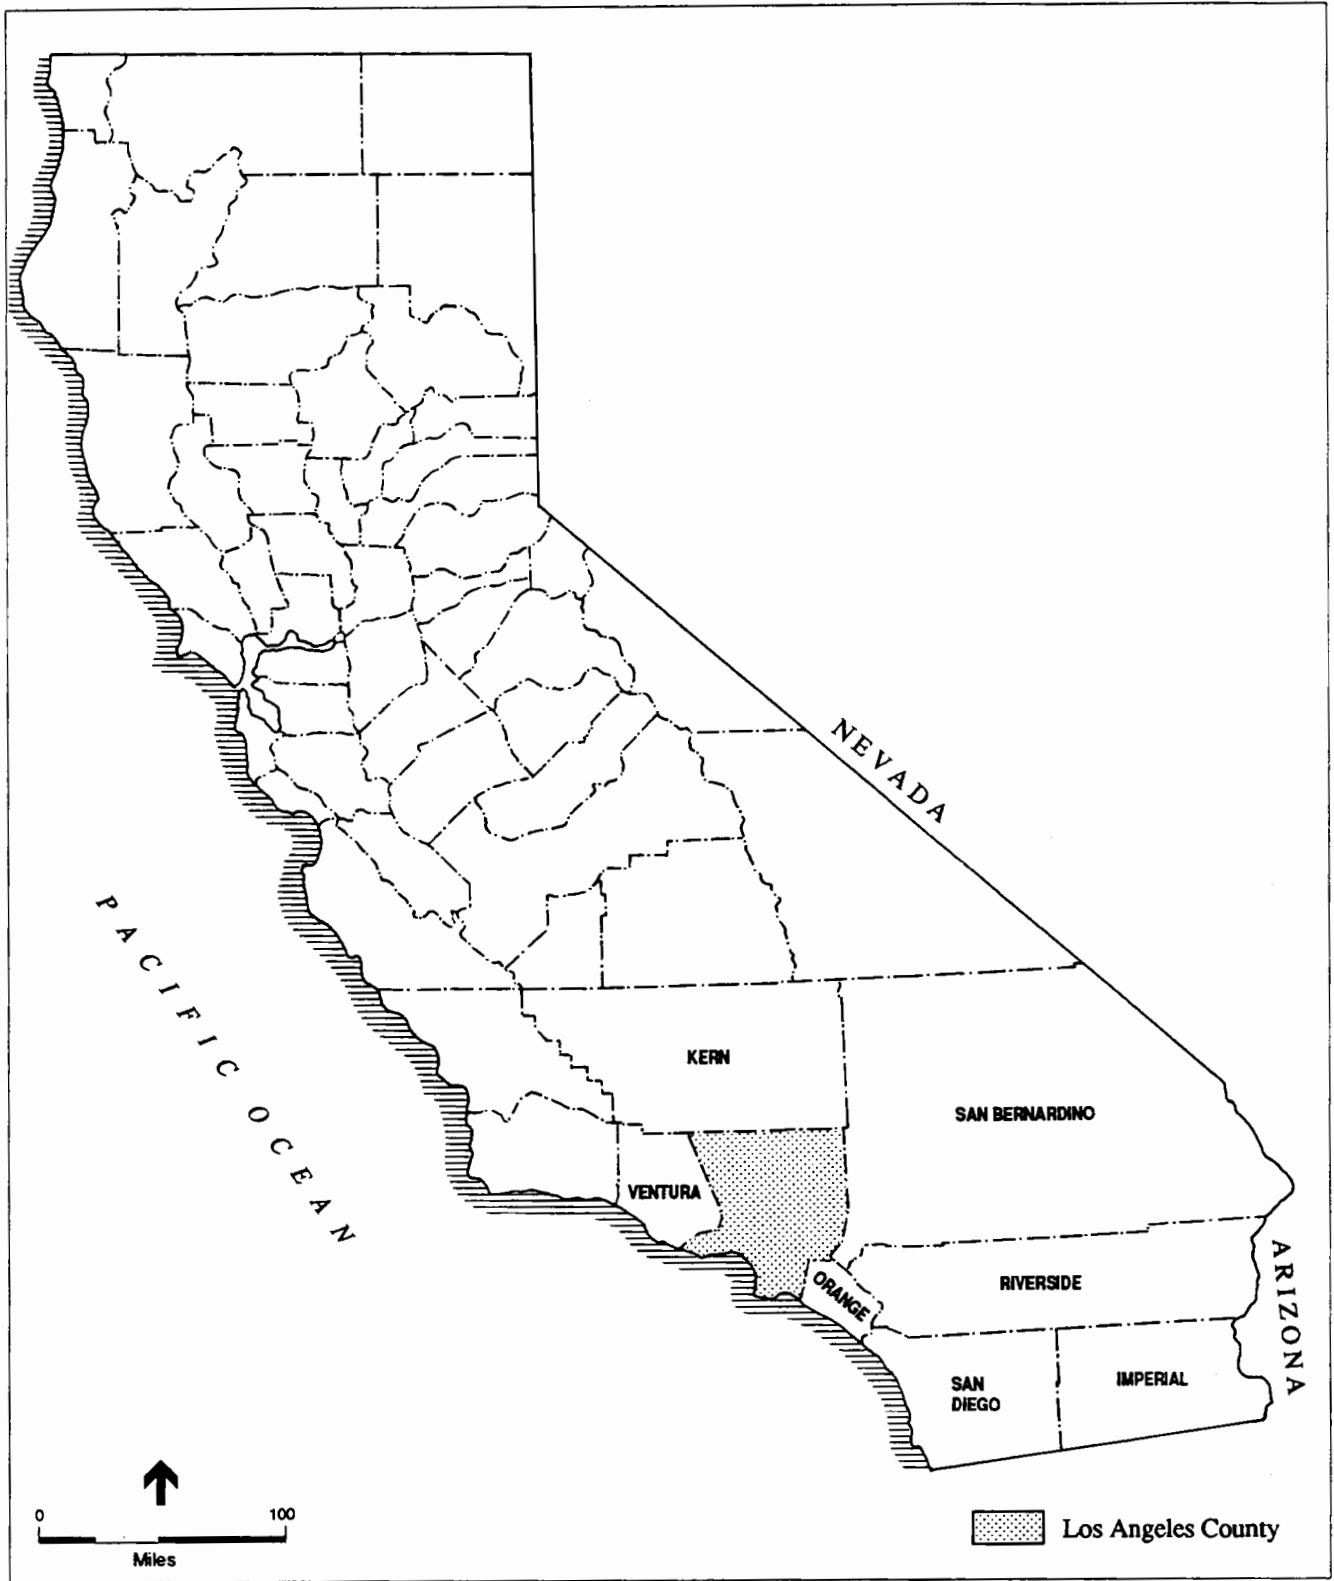 NEVADA
PACIFIC OCEAN
KERN
SAN BERNARDINO
VENTURA
ARIZONA
ORANGE
RIVERSIDE
SAN
DIEGO
IMPERIAL
0 100
Miles
Los Angeles County